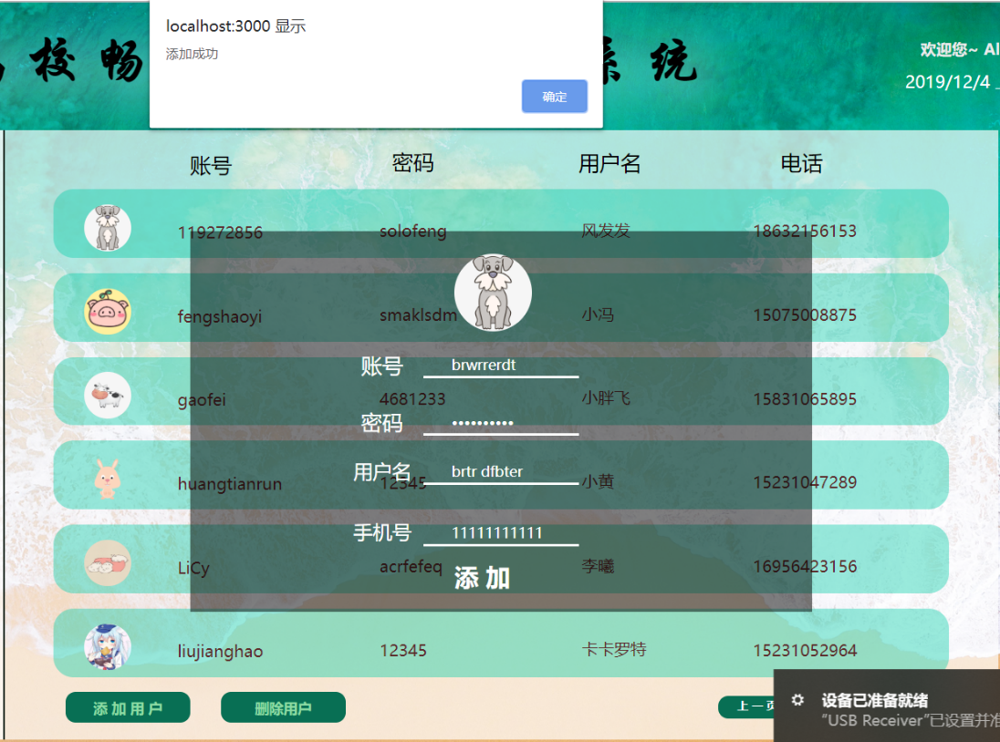 localhost:3000 显示
添加成功
确定
校 畅
系 统
欢迎您~ Al
2019/12/4
账号 密码 用户名 电话
119272856 solofeng 风发发 18632156153
fengshaoyi smaklsdm 小冯 15075008875
账号 brwrrerdt
gaofei 4681233 小胖飞 15831065895
密码 ••••••••••
用户名 brtr dfbter
huangtianrun 12345 小黄 15231047289
手机号 11111111111
LiCy acrfefeq 李曦 16956423156
添 加
liujianghao 12345 卡卡罗特 15231052964
添 加 用 户 删除用户 上 一 页
设备已准备就绪
“USB Receiver”已设置并准